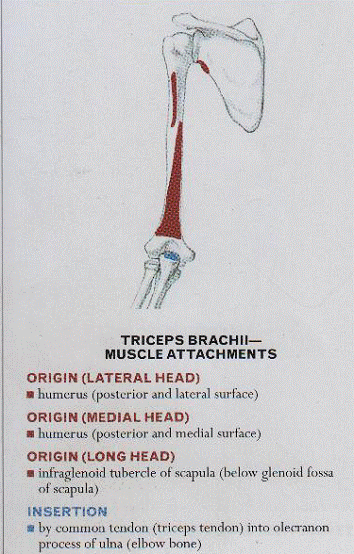 TRICEPS BRACHII—
MUSCLE ATTACHMENTS
ORIGIN (LATERAL HEAD)
■ humerus (posterior and lateral surface)
ORIGIN (MEDIAL HEAD)
■ humerus (posterior and medial surface)
ORIGIN (LONG HEAD)
■ infraglenoid tubercle of scapula (below glenoid fossa
of scapula)
INSERTION
■ by common tendon (triceps tendon) into olecranon
process of ulna (elbow bone)